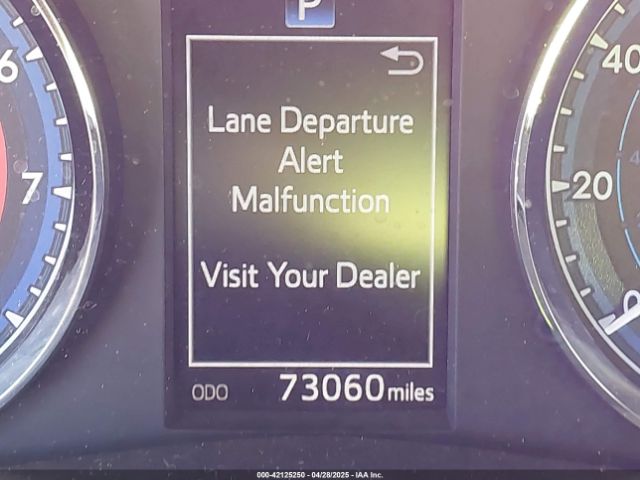 P
Lane Departure
Alert
Malfunction
Visit Your Dealer
ODO 73060 miles
6
7
40
20
0
000-42125250 - 04/28/2025 - IAA Inc.